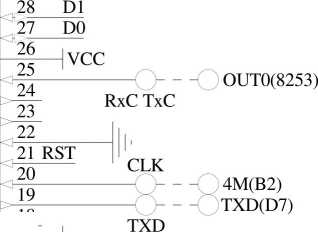 28 D1
27 D0
26 VCC
25 OUT0(8253)
RxC TxC
24
23
22
21 RST
CLK
20 4M(B2)
19 TXD(D7)
TXD